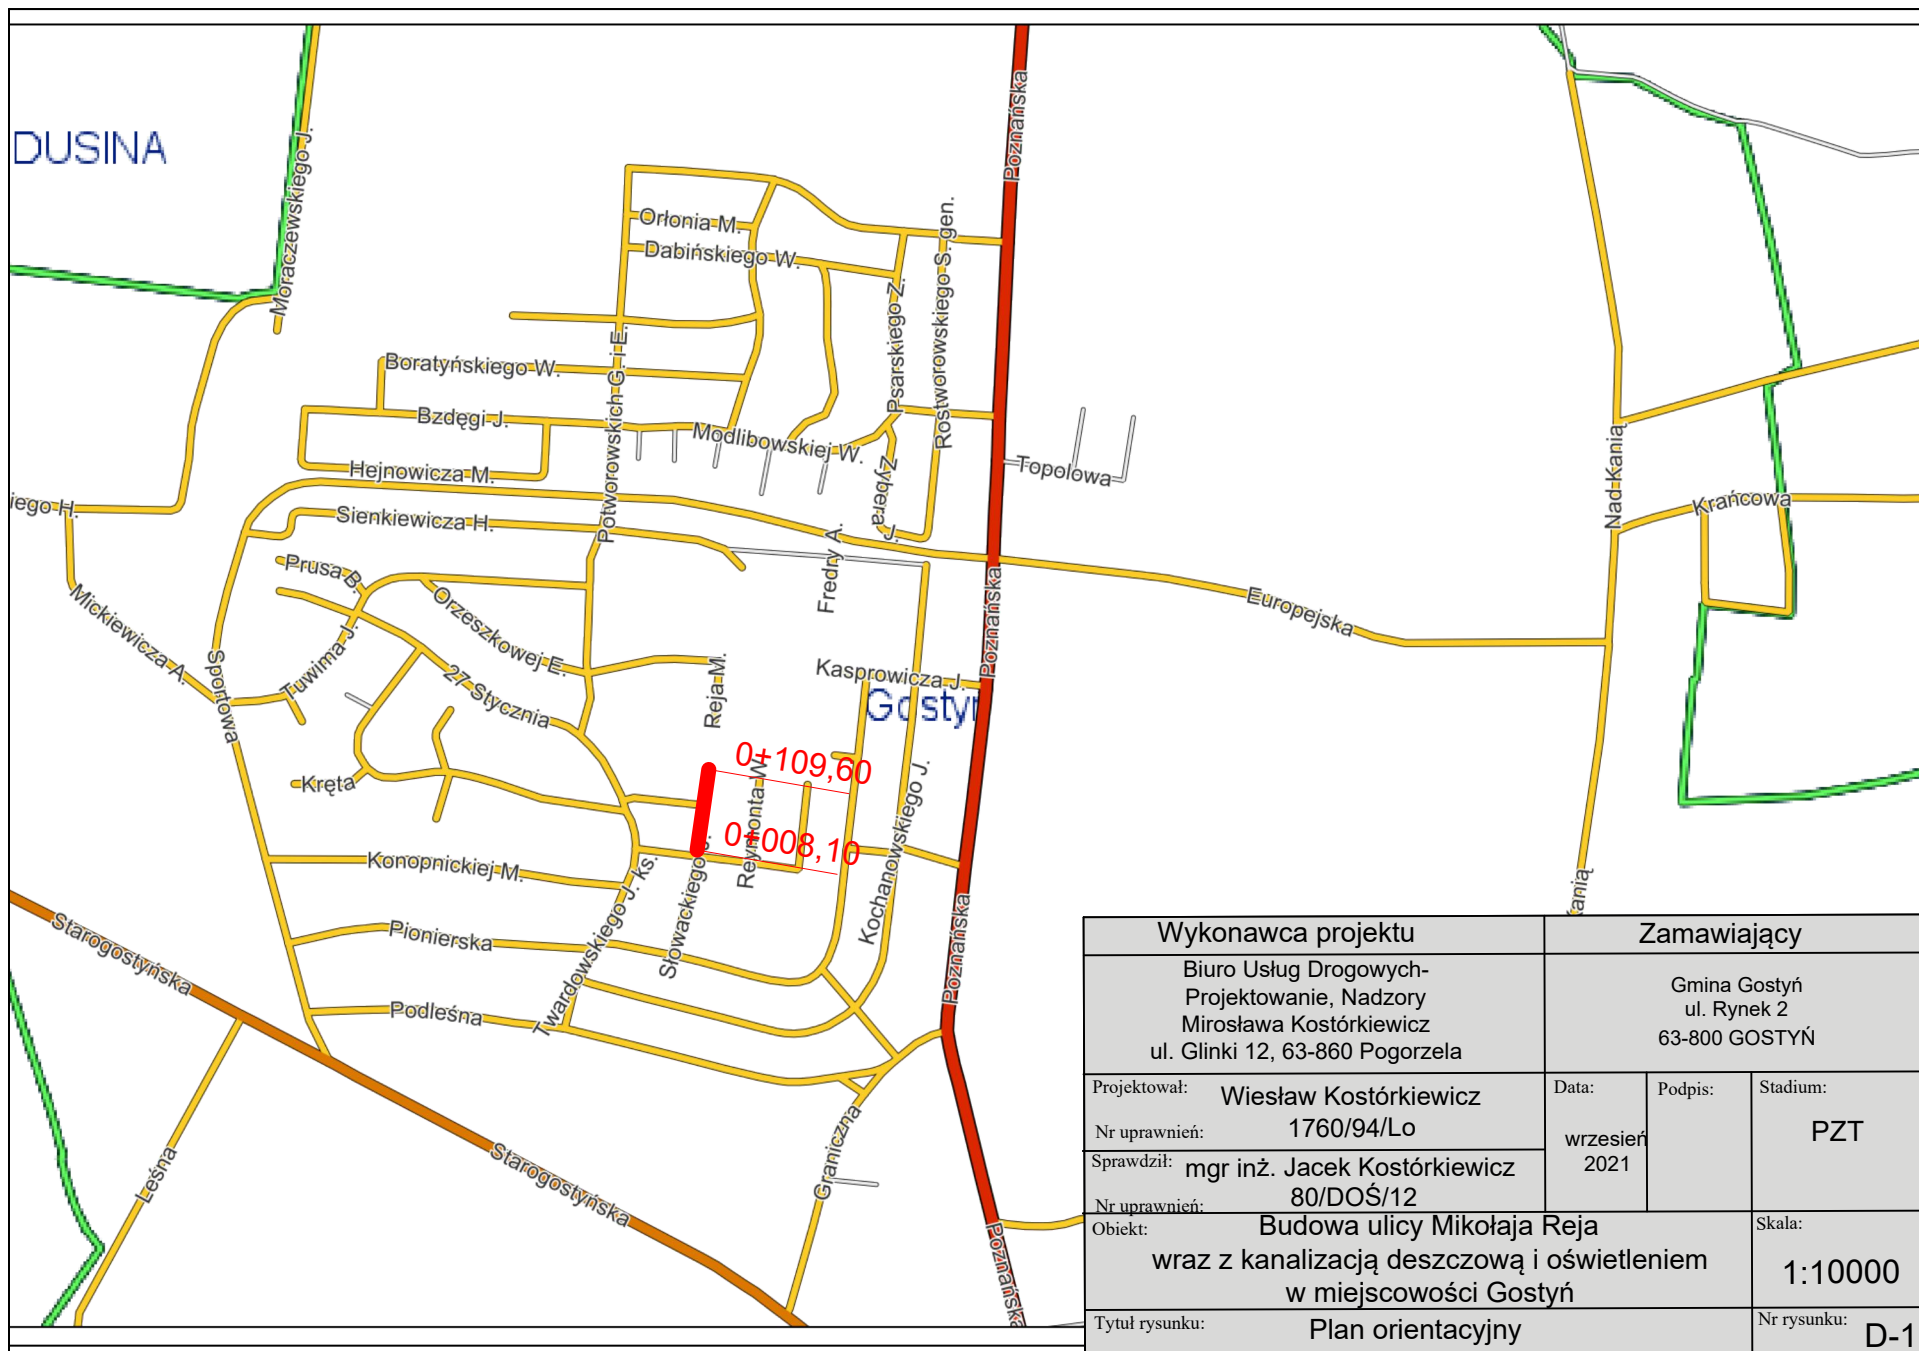 DUSINA
Moraczewskiego J.
Poznańska
Orłonia M.
Dabińskiego W.
Rostworowskiego S. gen.
Psarskiego Z.
Potworowskich G. i E.
Boratyńskiego W.
Bzdęgi J.
Modlibowskiej W.
Hejnowicza M.
Zybera J.
Topolowa
Nad Kanią
Krańcowa
iego H.
Sienkiewicza H.
Fredry A.
Prusa B.
Orzeszkowej E.
Mickiewicza A.
Tuwima J.
Sportowa
27 Stycznia
Reja M.
Kasprowicza J.
Poznańska
Europejska
Gostyń
0+109,60
Reymonta W.
0+008,10
Kręta
Kochanowskiego J.
Konopnickiej M.
Twardowskiego J. ks.
Słowackiego J.
Pionierska
Podleśna
Starogostyńska
Poznańska
Kanią
Leśna
Starogostyńska
Graniczna
Poznańska
Wykonawca projektu
Zamawiający
Biuro Usług Drogowych-
Projektowanie, Nadzory
Mirosława Kostórkiewicz
ul. Glinki 12, 63-860 Pogorzela
Gmina Gostyń
ul. Rynek 2
63-800 GOSTYŃ
Projektował: Wiesław Kostórkiewicz
Nr uprawnień: 1760/94/Lo
Data:
wrzesień
2021
Podpis:
Stadium:
PZT
Sprawdził: mgr inż. Jacek Kostórkiewicz
Nr uprawnień: 80/DOŚ/12
Obiekt: Budowa ulicy Mikołaja Reja
wraz z kanalizacją deszczową i oświetleniem
w miejscowości Gostyń
Skala:
1:10000
Tytuł rysunku: Plan orientacyjny
Nr rysunku: D-1